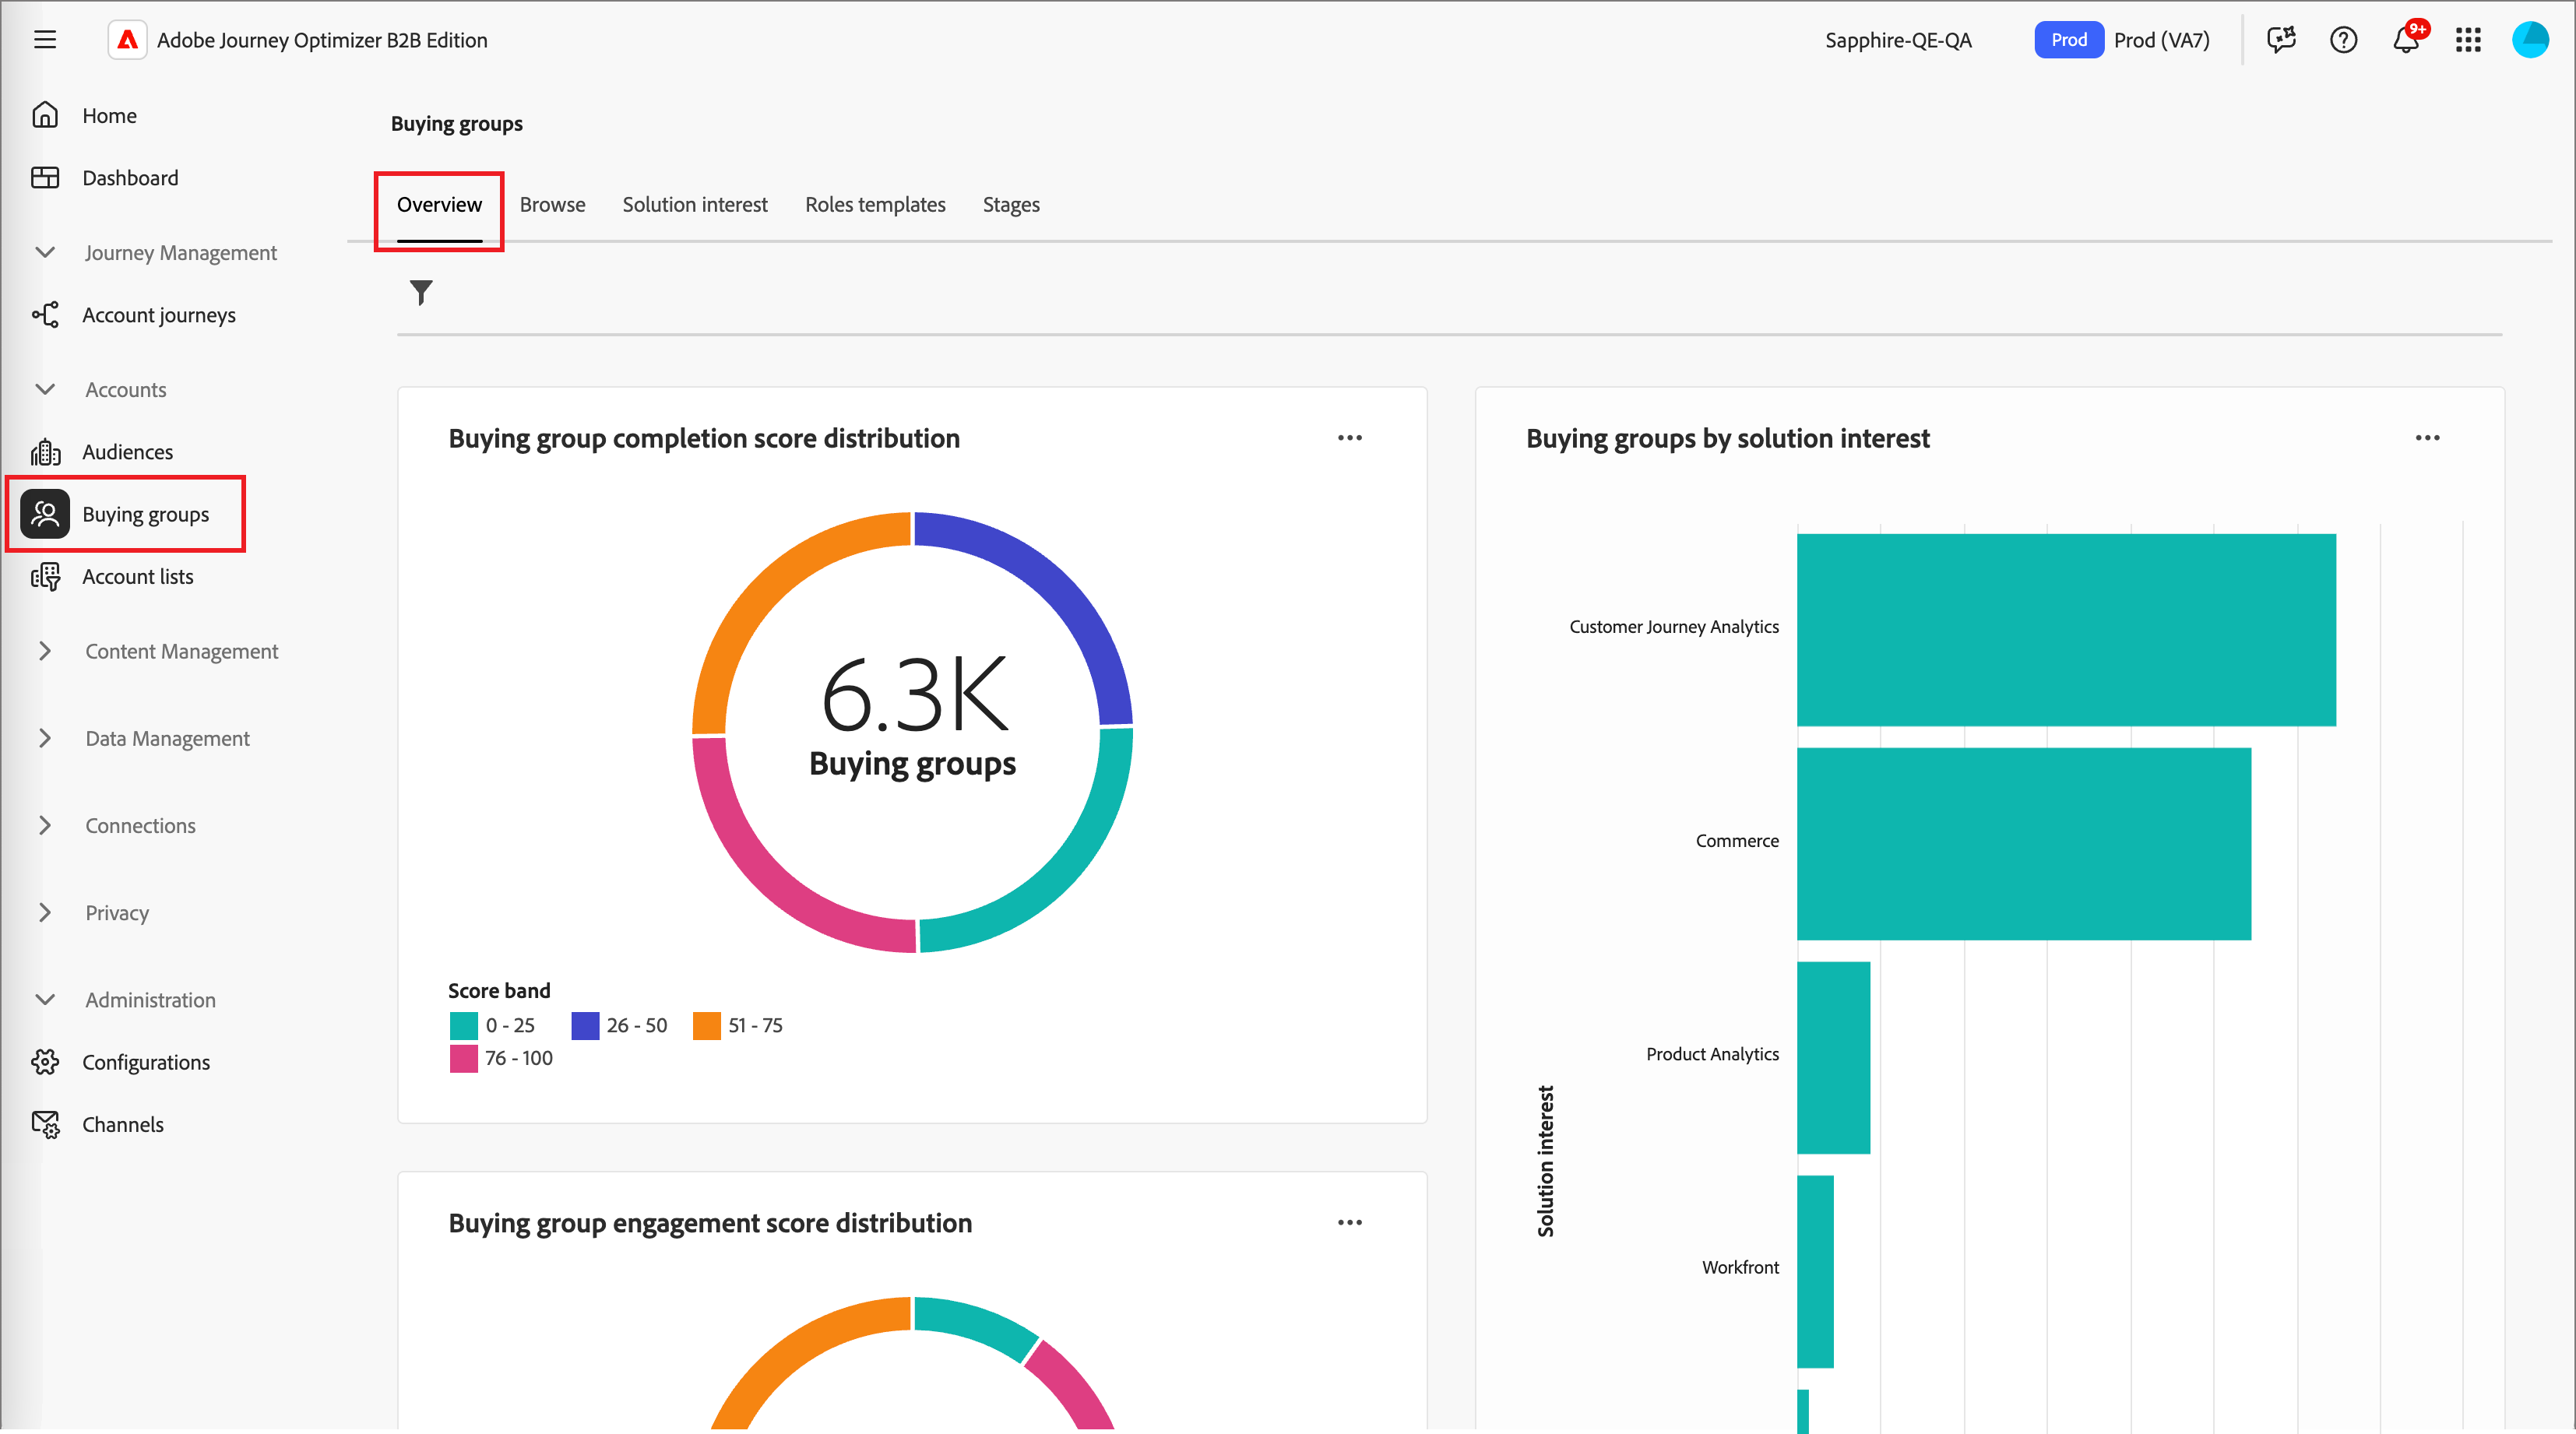 Adobe Journey Optimizer B2B Edition
Sapphire-QE-QA
Prod
Prod (VA7)
9+
Home
Dashboard
Journey Management
Account journeys
Accounts
Audiences
Buying groups
Account lists
Content Management
Data Management
Connections
Privacy
Administration
Configurations
Channels
Buying groups
Overview
Browse
Solution interest
Roles templates
Stages
Buying group completion score distribution
6.3K
Buying groups
Score band
0 - 25
26 - 50
51 - 75
76 - 100
Buying group engagement score distribution
Buying groups by solution interest
Solution interest
Customer Journey Analytics
Commerce
Product Analytics
Workfront